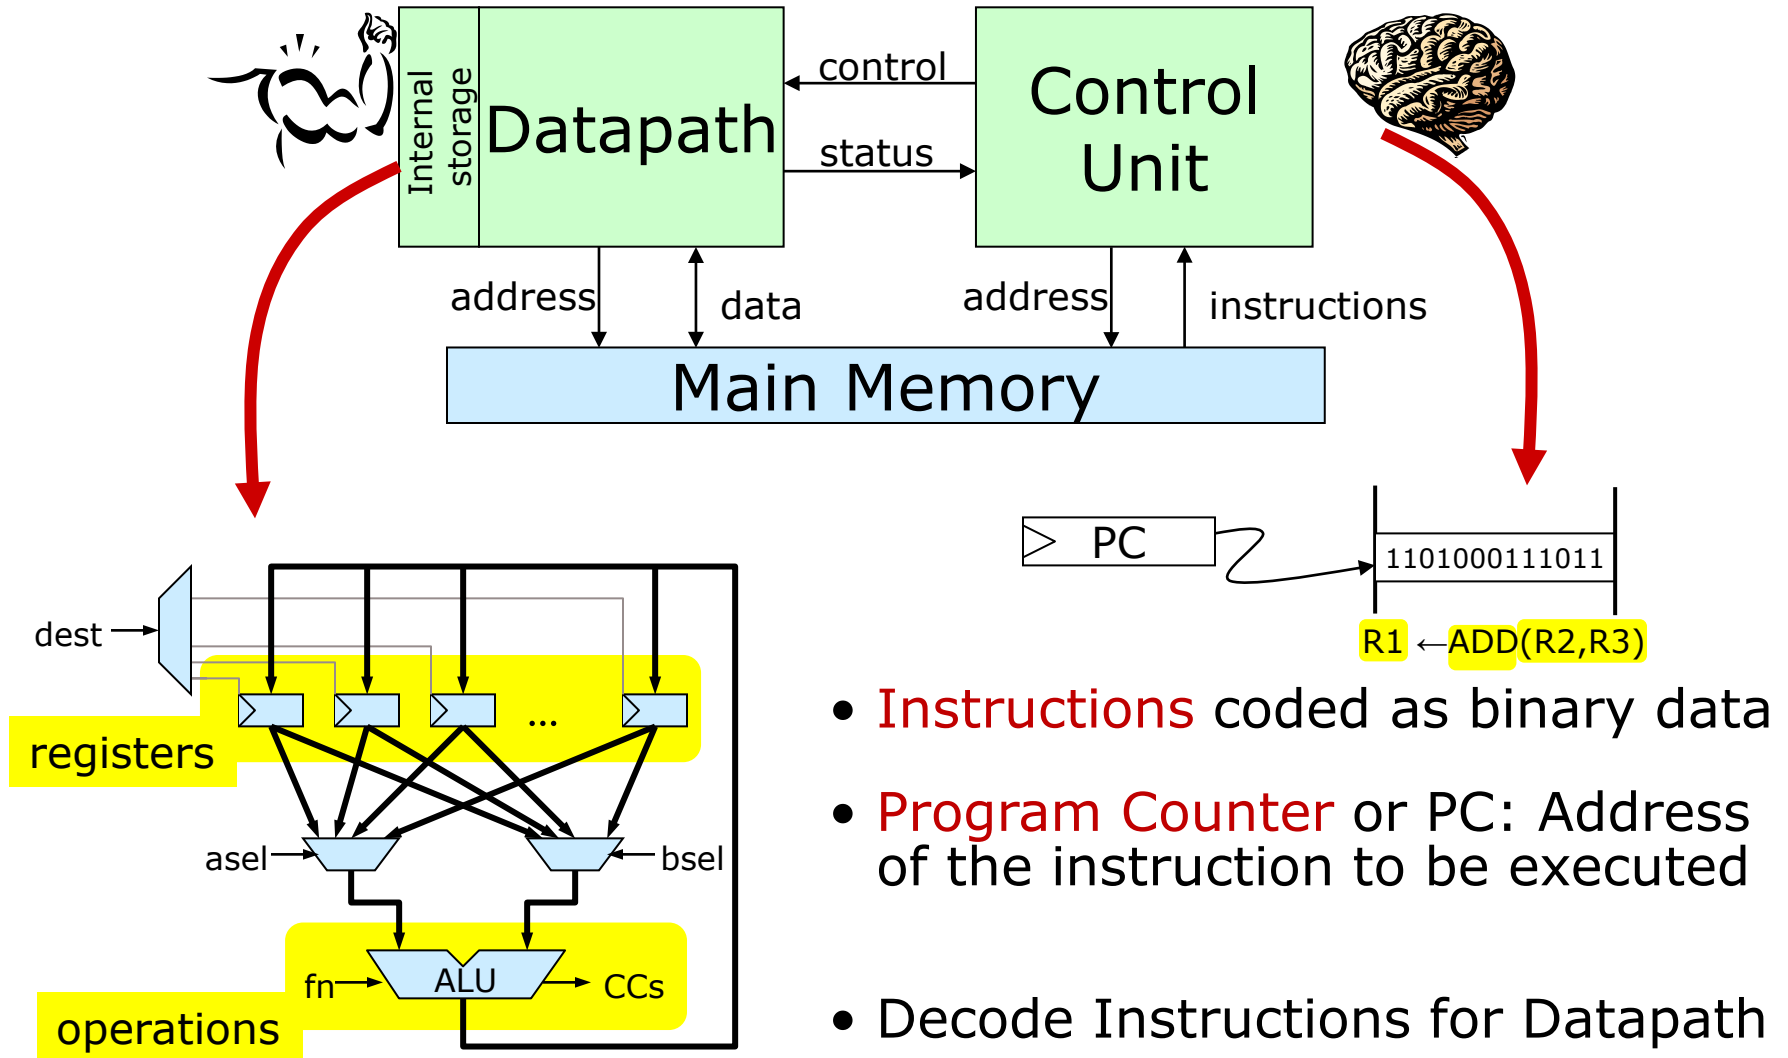 Internal
storage
Datapath
control
status
Control
Unit
address
data
address
instructions
Main Memory
PC
1101000111011
R1 ←ADD(R2,R3)
dest
...
registers
asel
bsel
fn
ALU
CCs
operations
• Instructions coded as binary data
• Program Counter or PC: Address
of the instruction to be executed
• Decode Instructions for Datapath